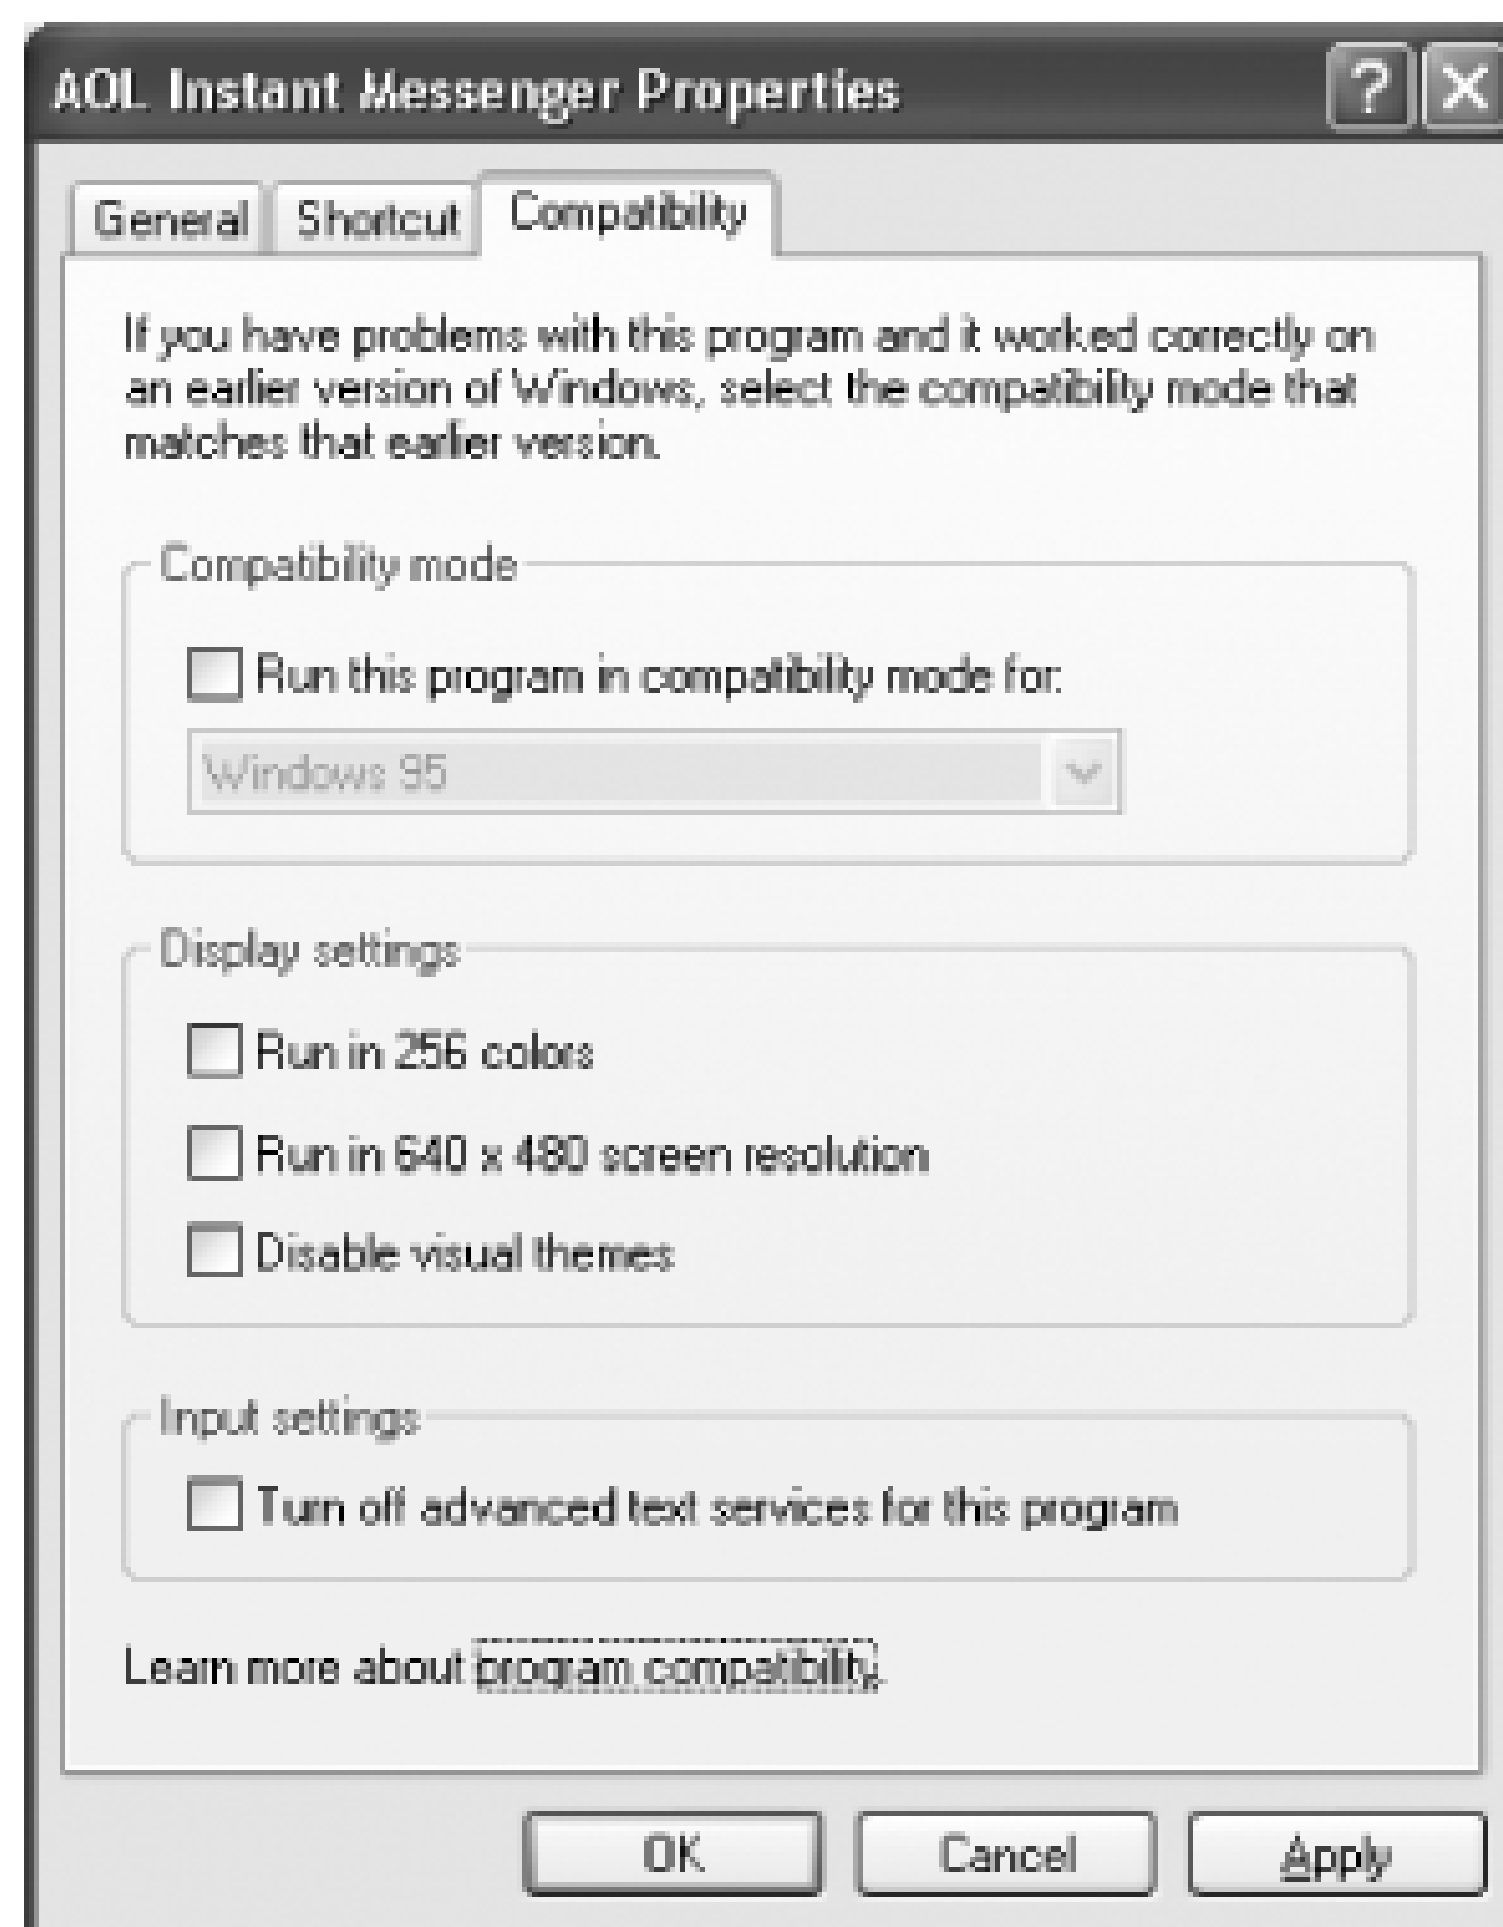 AOL Instant Messenger Properties
General Shortcut Compatibility
If you have problems with this program and it worked correctly on
an earlier version of Windows, select the compatibility mode that
matches that earlier version.
Compatibility mode
Run this program in compatibility mode for:
Windows 95
Display settings
Run in 256 colors
Run in 640 x 480 screen resolution
Disable visual themes
Input settings
Turn off advanced text services for this program
Learn more about program compatibility.
OK Cancel Apply